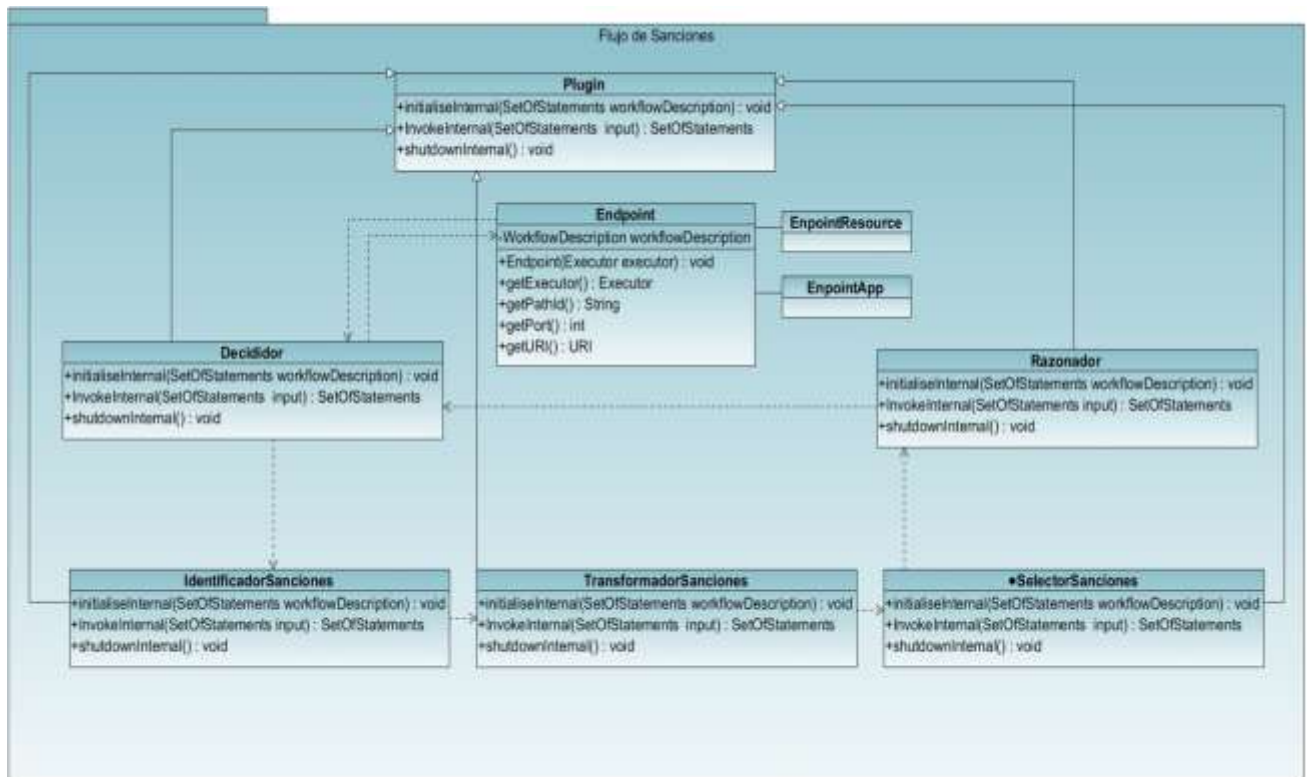 Flujo de Sanciones
Plugin
+initialiseInternal(SetOfStatements workflowDescription) : void
+InvokeInternal(SetOfStatements input) : SetOfStatements
+shutdownInternal() : void
Endpoint
-WorkflowDescription workflowDescription
+Endpoint(Executor executor) : void
+getExecutor() : Executor
+getPathId() : String
+getPort() : int
+getURI() : URI
EnpointResource
EnpointApp
Decididor
+initialiseInternal(SetOfStatements workflowDescription) : void
+InvokeInternal(SetOfStatements input) : SetOfStatements
+shutdownInternal() : void
Razonador
+initialiseInternal(SetOfStatements workflowDescription) : void
+InvokeInternal(SetOfStatements input) : SetOfStatements
+shutdownInternal() : void
IdentificadorSanciones
+initialiseInternal(SetOfStatements workflowDescription) : void
+InvokeInternal(SetOfStatements input) : SetOfStatements
+shutdownInternal() : void
TransformadorSanciones
+initialiseInternal(SetOfStatements workflowDescription) : void
+InvokeInternal(SetOfStatements input) : SetOfStatements
+shutdownInternal() : void
●SelectorSanciones
+initialiseInternal(SetOfStatements workflowDescription) : void
+InvokeInternal(SetOfStatements input) : SetOfStatements
+shutdownInternal() : void